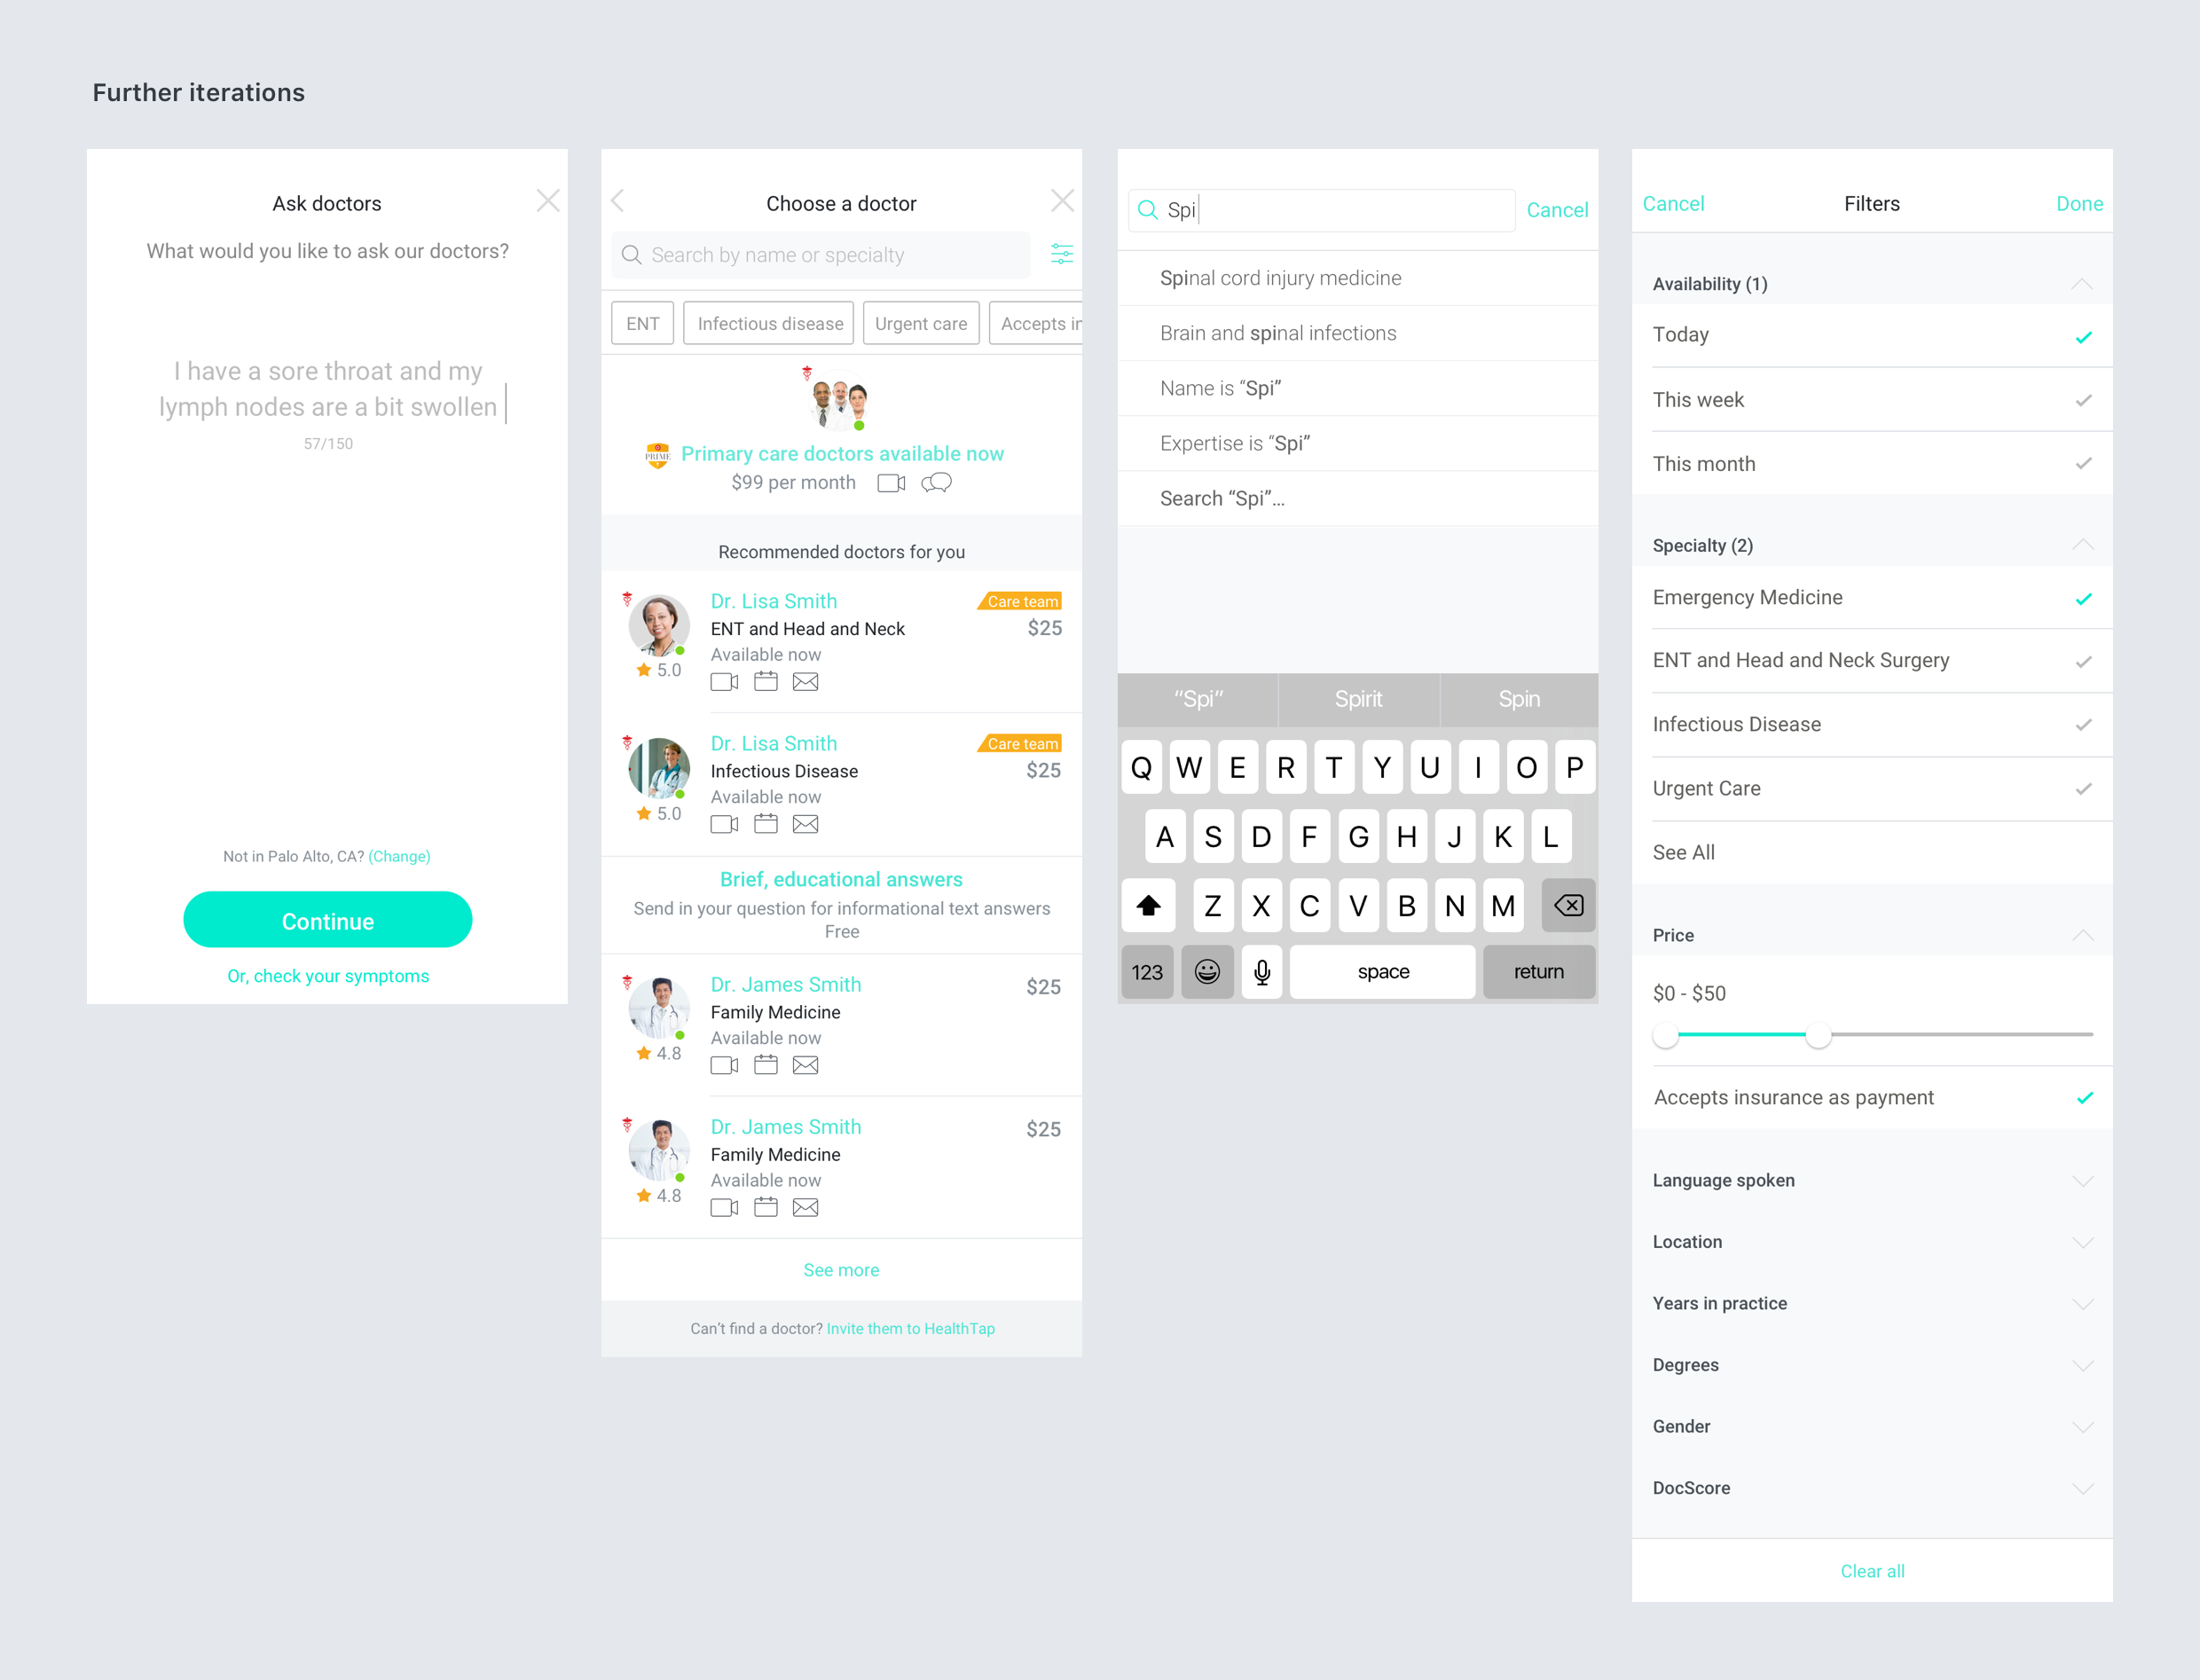 Further iterations
Ask doctors
What would you like to ask our doctors?
I have a sore throat and my
lymph nodes are a bit swollen
57/150
Not in Palo Alto, CA? (Change)
Continue
Or, check your symptoms
Choose a doctor
Search by name or specialty
ENT
Infectious disease
Urgent care
Accepts in
PRIME
Primary care doctors available now
$99 per month
Recommended doctors for you
Dr. Lisa Smith
Care team
ENT and Head and Neck
$25
Available now
5.0
Dr. Lisa Smith
Care team
Infectious Disease
$25
Available now
5.0
Brief, educational answers
Send in your question for informational text answers
Free
Dr. James Smith
$25
Family Medicine
Available now
4.8
Dr. James Smith
$25
Family Medicine
Available now
4.8
See more
Can’t find a doctor? Invite them to HealthTap
Spi
Cancel
Spinal cord injury medicine
Brain and spinal infections
Name is “Spi”
Expertise is “Spi”
Search “Spi”...
“Spi”
Spirit
Spin
Q W E R T Y U I O P
A S D F G H J K L
Z X C V B N M
123
space
return
Cancel
Filters
Done
Availability (1)
Today
This week
This month
Specialty (2)
Emergency Medicine
ENT and Head and Neck Surgery
Infectious Disease
Urgent Care
See All
Price
$0 - $50
Accepts insurance as payment
Language spoken
Location
Years in practice
Degrees
Gender
DocScore
Clear all